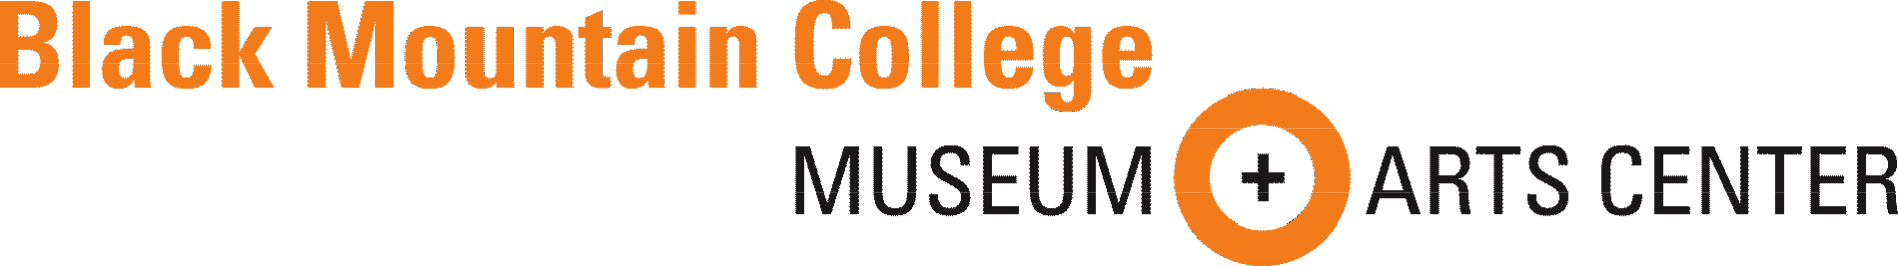 Black Mountain College
MUSEUM + ARTS CENTER